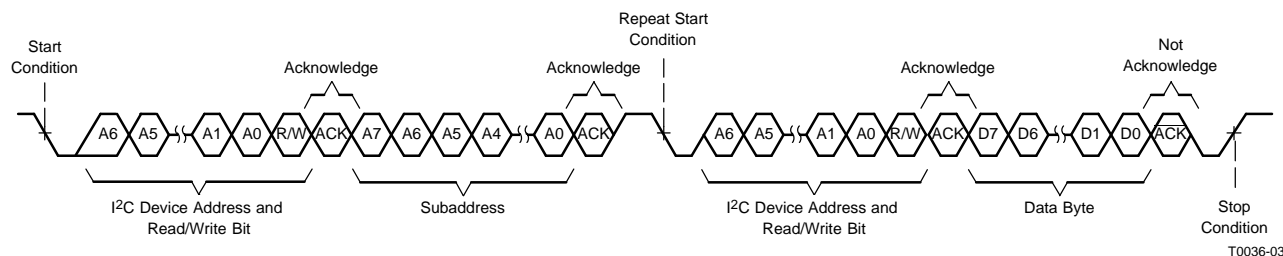 Start
Condition
Repeat Start
Condition
Not
Acknowledge
Acknowledge
Acknowledge
Acknowledge
A6 A5 A1 A0 R/W ACK A7 A6 A5 A4 A0 ACK A6 A5 A1 A0 R/W ACK D7 D6 D1 D0 ACK
I2C Device Address and
Read/Write Bit
Subaddress
I2C Device Address and
Read/Write Bit
Data Byte
Stop
Condition
T0036-03